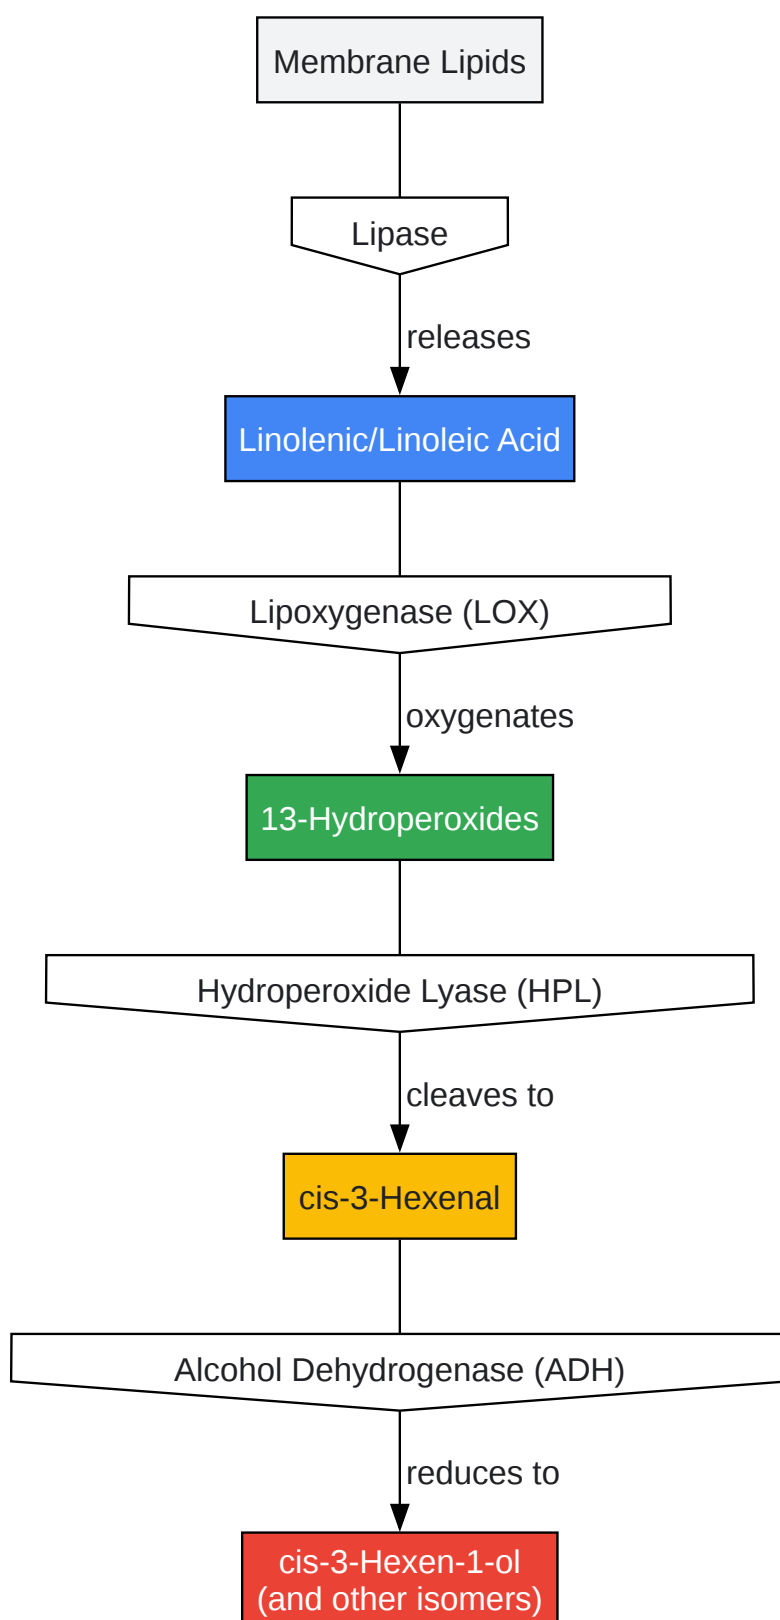 Membrane Lipids
Lipase
releases
Linolenic/Linoleic Acid
Lipoxygenase (LOX)
oxygenates
13-Hydroperoxides
Hydroperoxide Lyase (HPL)
cleaves to
cis-3-Hexenal
Alcohol Dehydrogenase (ADH)
reduces to
cis-3-Hexen-1-ol
(and other isomers)